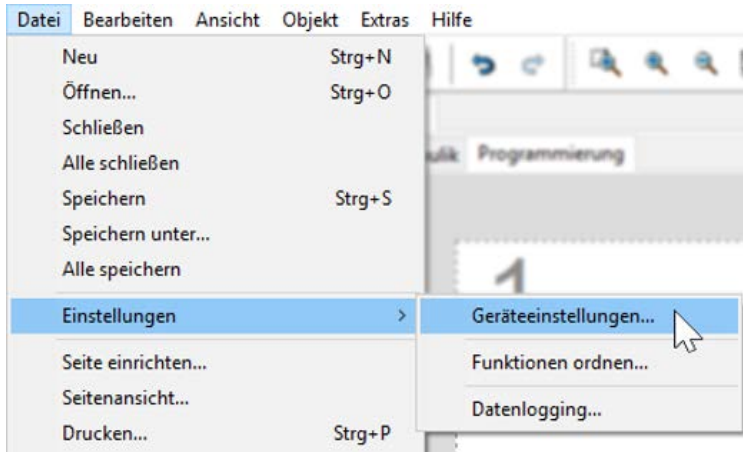 Datei Bearbeiten Ansicht Objekt Extras Hilfe
Neu Strg+N
Öffnen... Strg+O
Schließen
Alle schließen
ulik Programmierung
Speichern Strg+S
Speichern unter...
Alle speichern
1
Einstellungen > Geräteeinstellungen...
Seite einrichten... Funktionen ordnen...
Seitenansicht...
Datenlogging...
Drucken... Strg+P